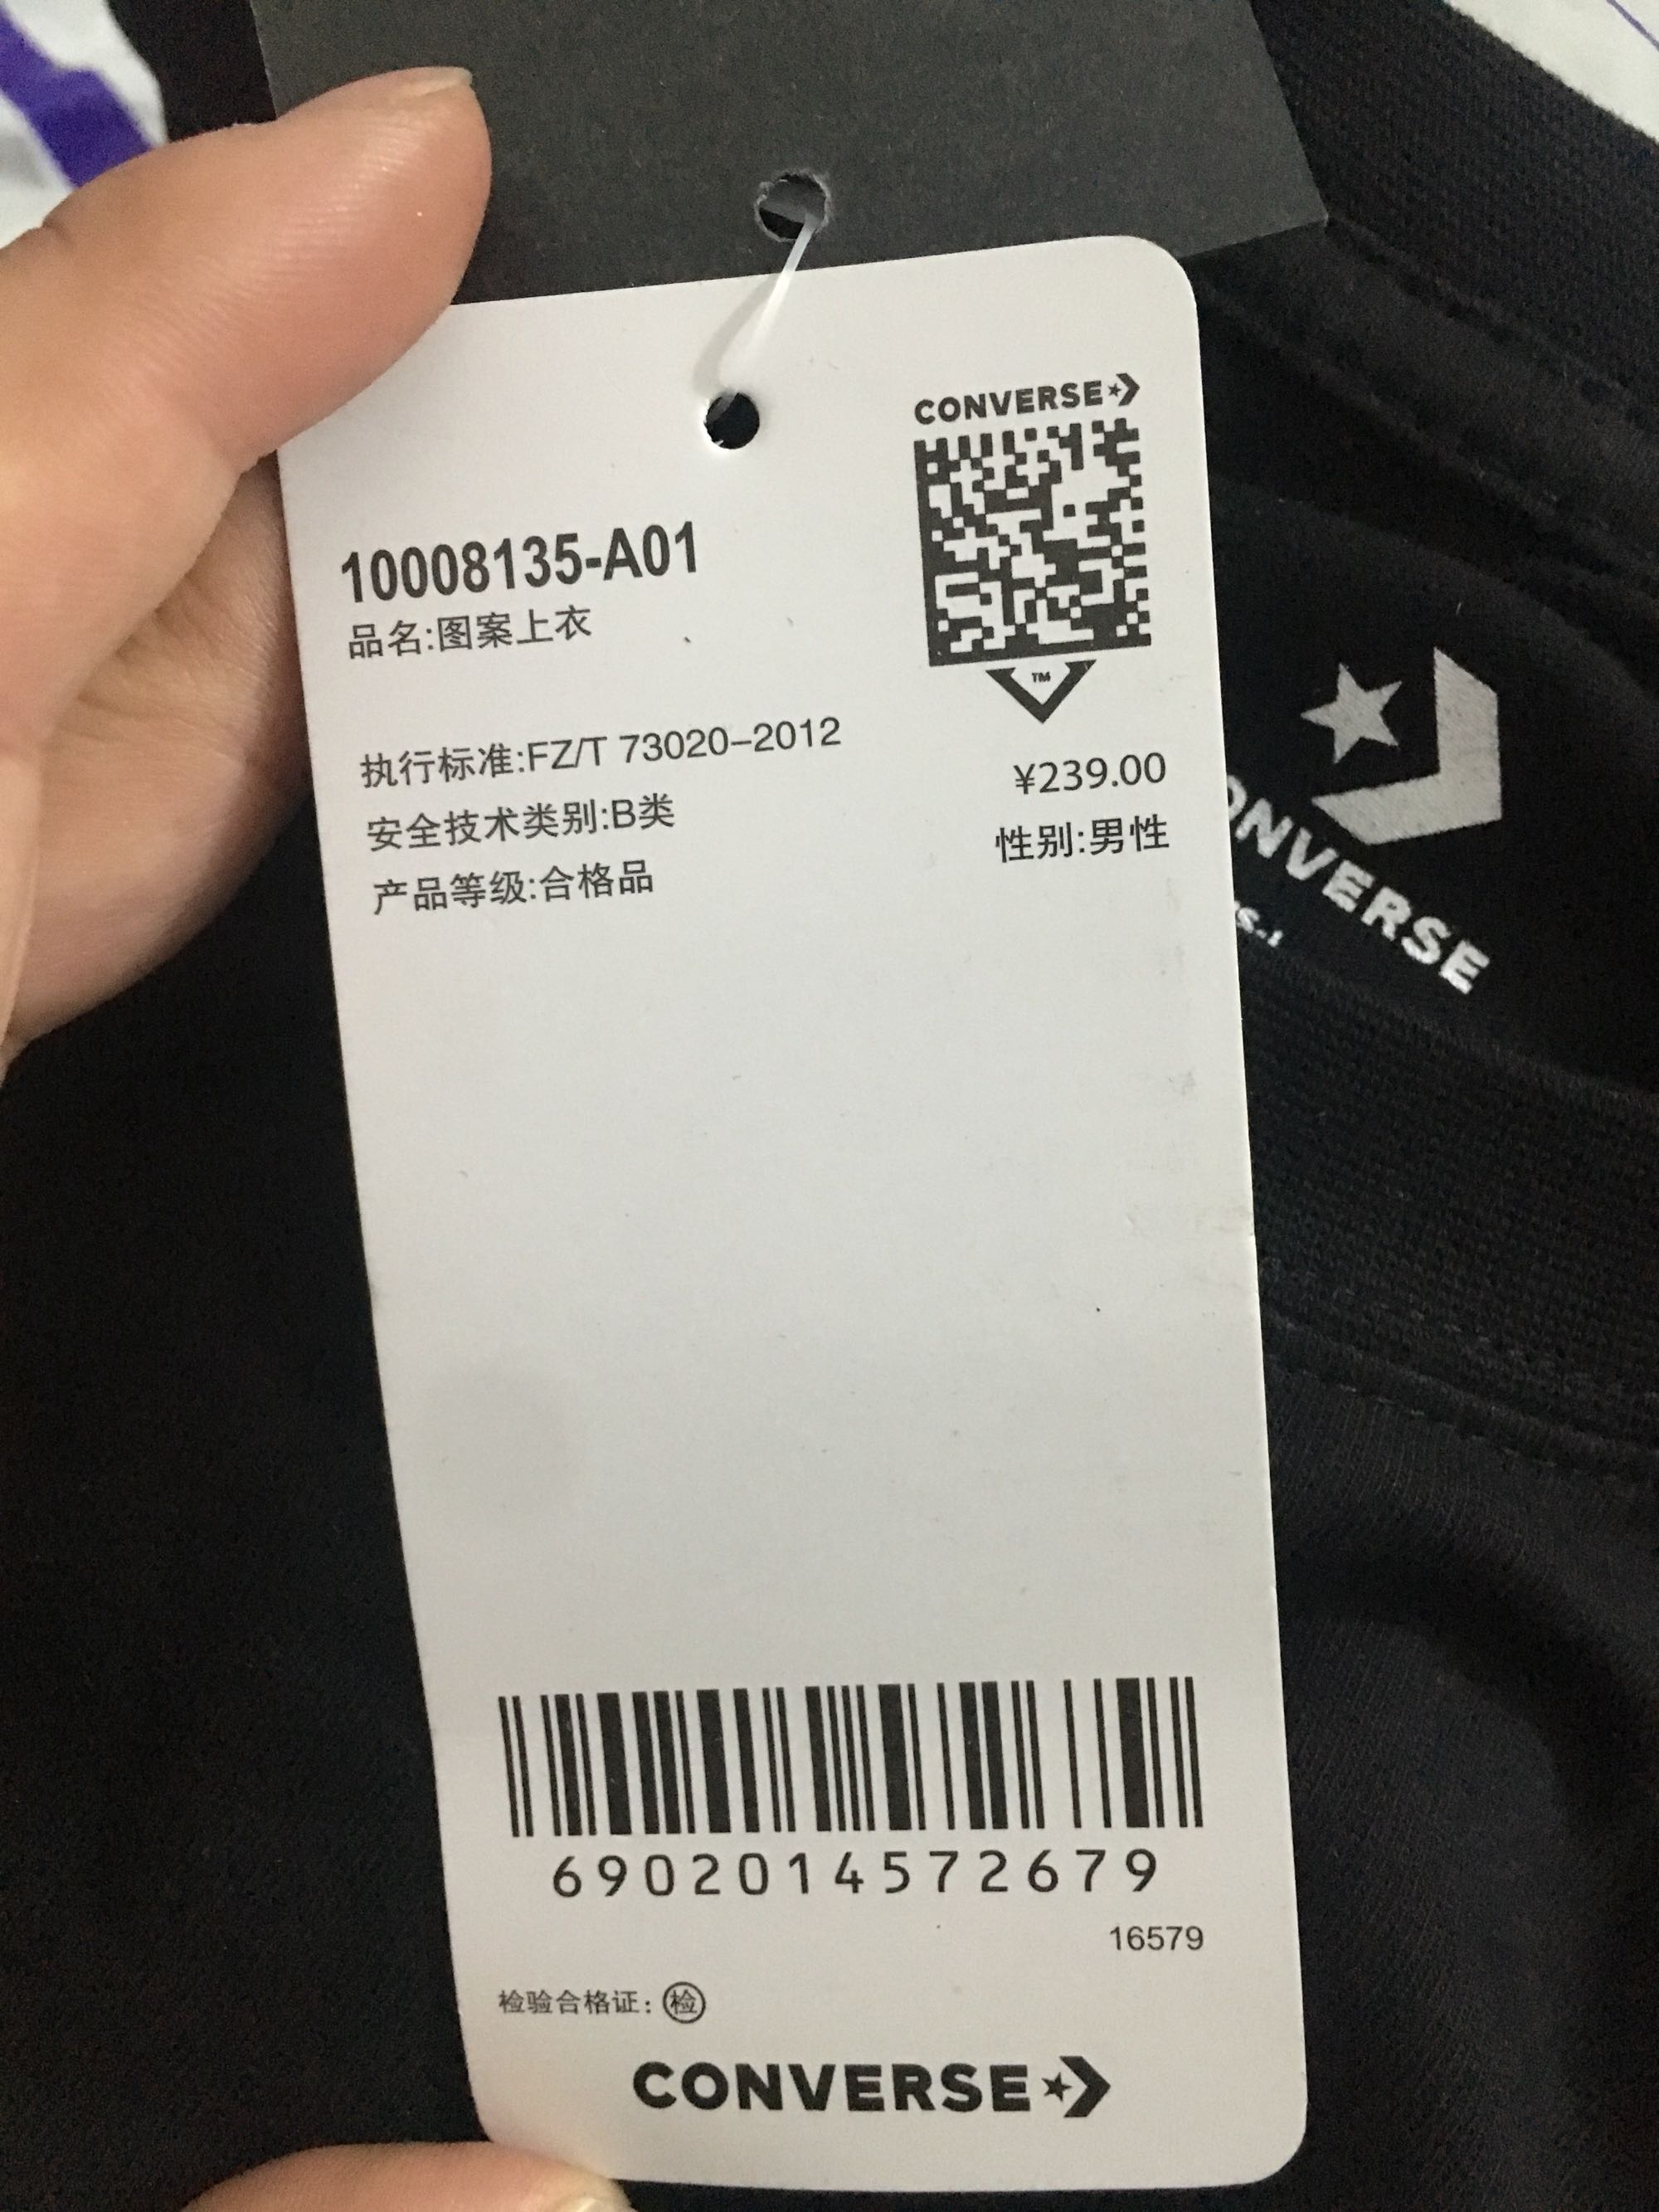 CONVERSE
10008135-A01
品名:图案上衣
TM
执行标准:FZ/T 73020-2012
¥239.00
安全技术类别:B类
性别:男性
产品等级:合格品
CONVERSE
6902014572679
16579
检验合格证: 检
CONVERSE